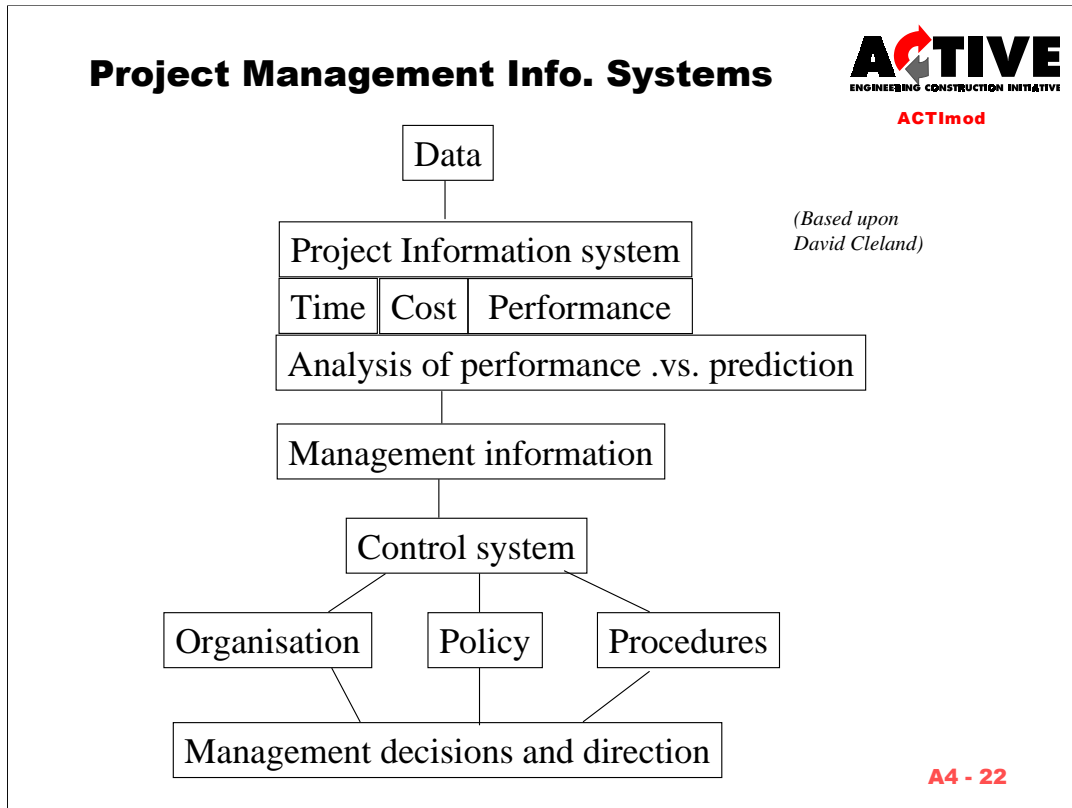 Project Management Info. Systems
ACTIVE
ENGINEERING CONSTRUCTION INITIATIVE
ACTImod
Data
(Based upon
David Cleland)
Project Information system
Time Cost Performance
Analysis of performance .vs. prediction
Management information
Control system
Organisation Policy Procedures
Management decisions and direction
A4 - 22